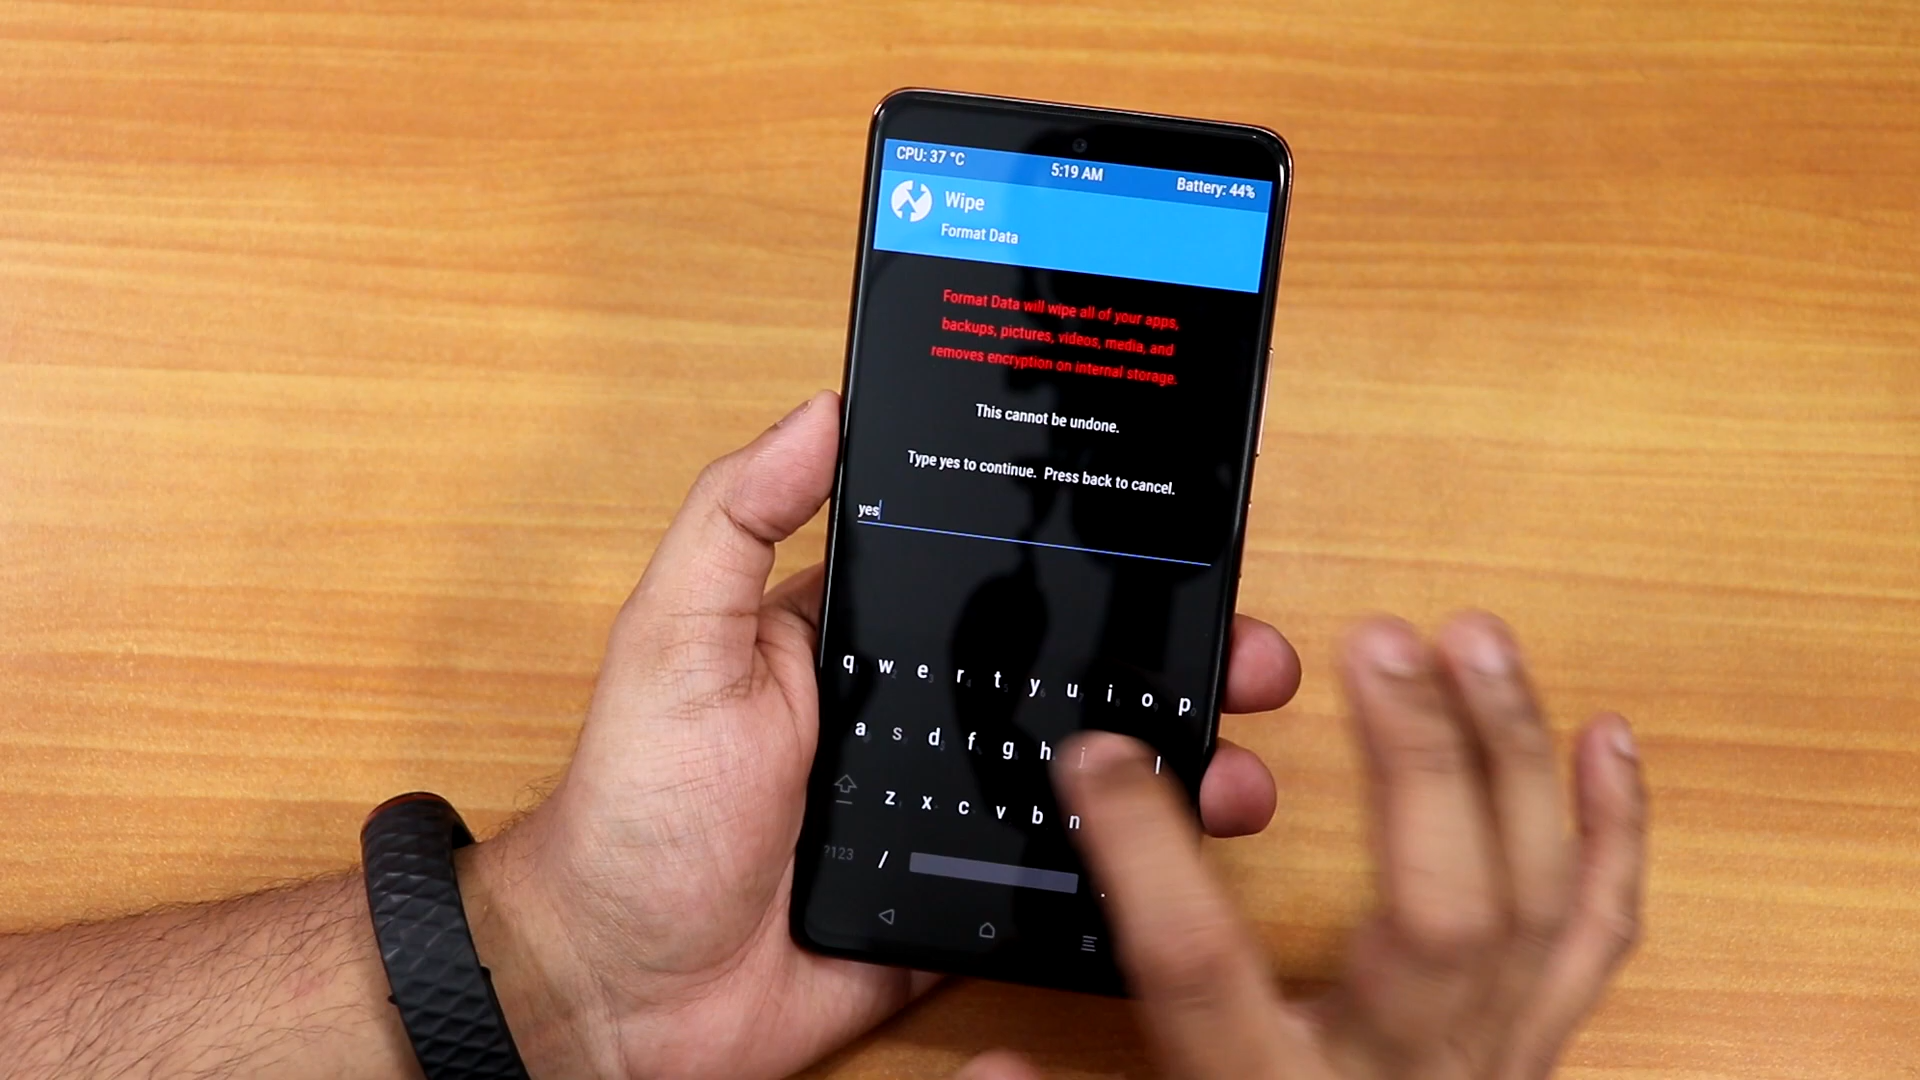 CPU: 37 °C 5:19 AM Battery: 44%
Wipe
Format Data
Format Data will wipe all of your apps,
backups, pictures, videos, media, and
removes encryption on internal storage.
This cannot be undone.
Type yes to continue. Press back to cancel.
yes
q w e r t y u i o p
a s d f g h j l
z x c v b n
?123 / .